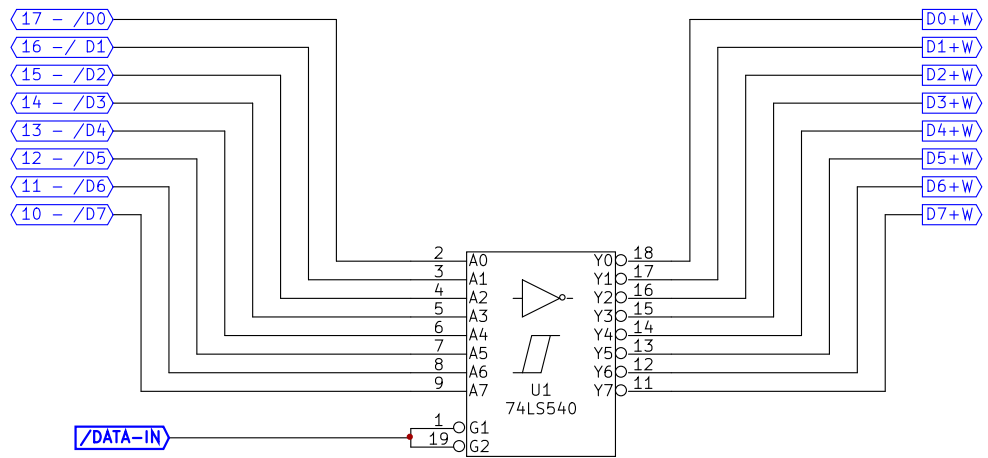 17 - /D0
D0+W
16 -/ D1
D1+W
15 - /D2
D2+W
14 - /D3
D3+W
13 - /D4
D4+W
12 - /D5
D5+W
11 - /D6
D6+W
10 - /D7
D7+W
2 A0 Y0 18
3 A1 Y1 17
4 A2 Y2 16
5 A3 Y3 15
6 A4 Y4 14
7 A5 Y5 13
8 A6 Y6 12
9 A7 Y7 11
U1
74LS540
1 G1
19 G2
/DATA-IN